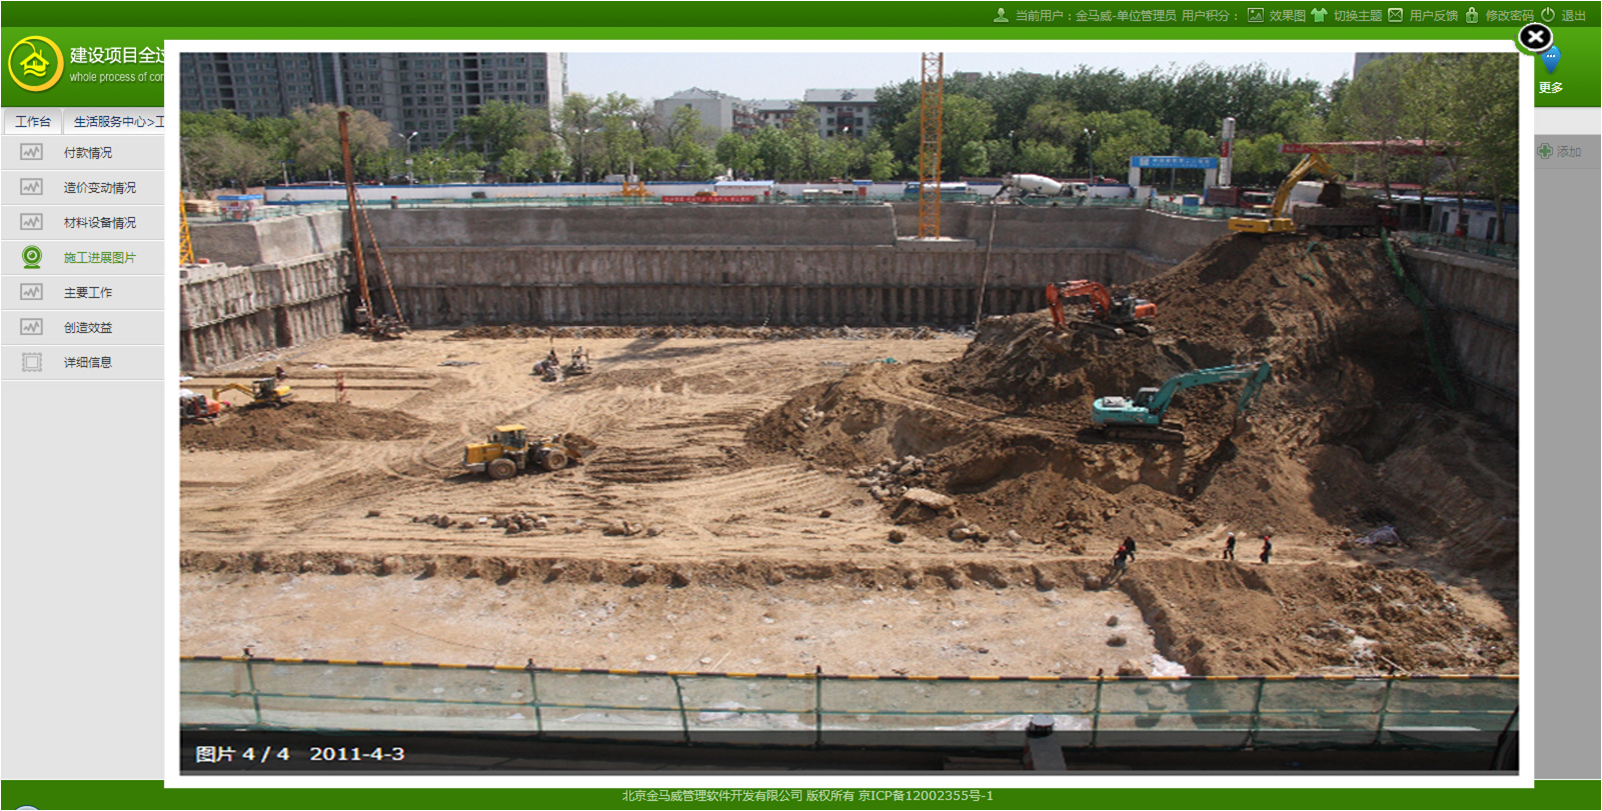 当前用户：金马威-单位管理员 用户积分： 效果图 切换主题 用户反馈 修改密码 退出
建设项目全过
whole process of con
更多
工作台 生活服务中心>工
添加
付款情况
造价变动情况
材料设备情况
施工进展图片
主要工作
创造效益
详细信息
图片 4 / 4 2011-4-3
北京金马威管理软件开发有限公司 版权所有 京ICP备12002355号-1